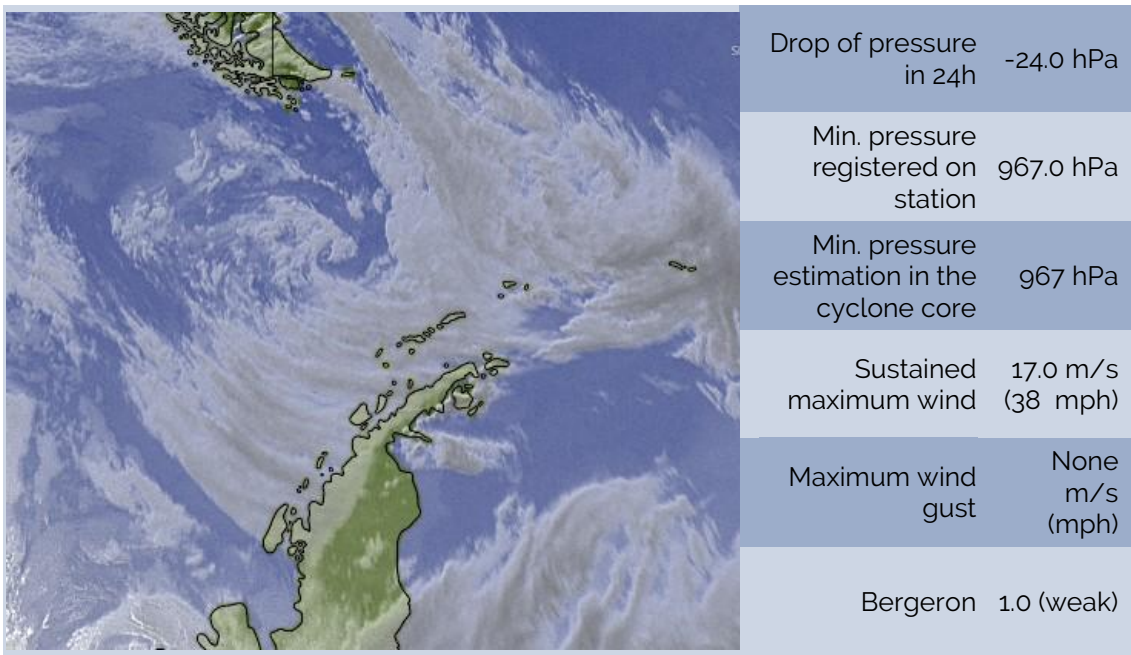 Drop of pressure
in 24h
-24.0 hPa
Min. pressure
registered on
station
967.0 hPa
Min. pressure
estimation in the
cyclone core
967 hPa
Sustained
maximum wind
17.0 m/s
(38 mph)
Maximum wind
gust
None
m/s
(mph)
Bergeron
1.0 (weak)